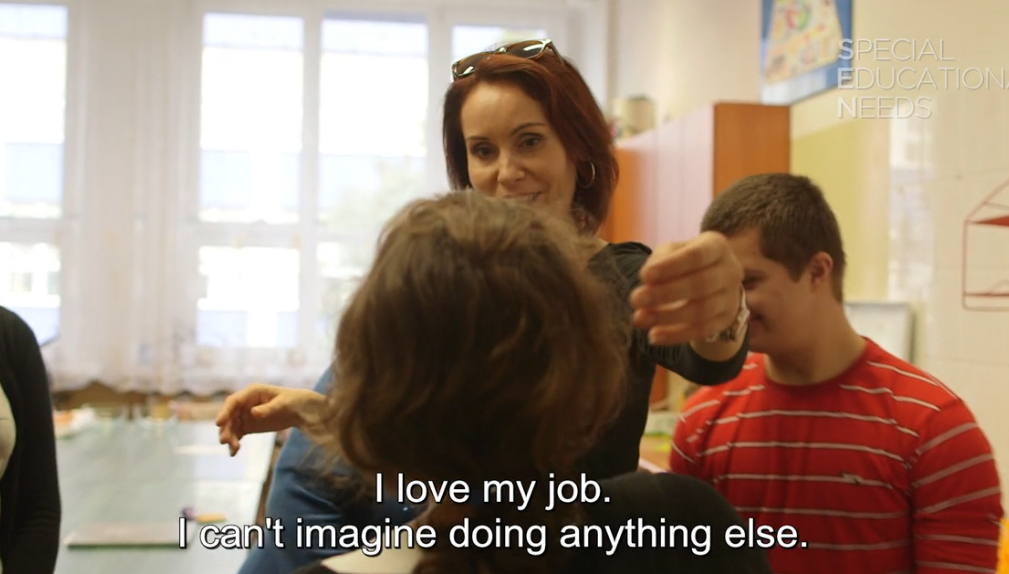 SPECIAL
EDUCATIONA
NEEDS
I love my job.
I can't imagine doing anything else.